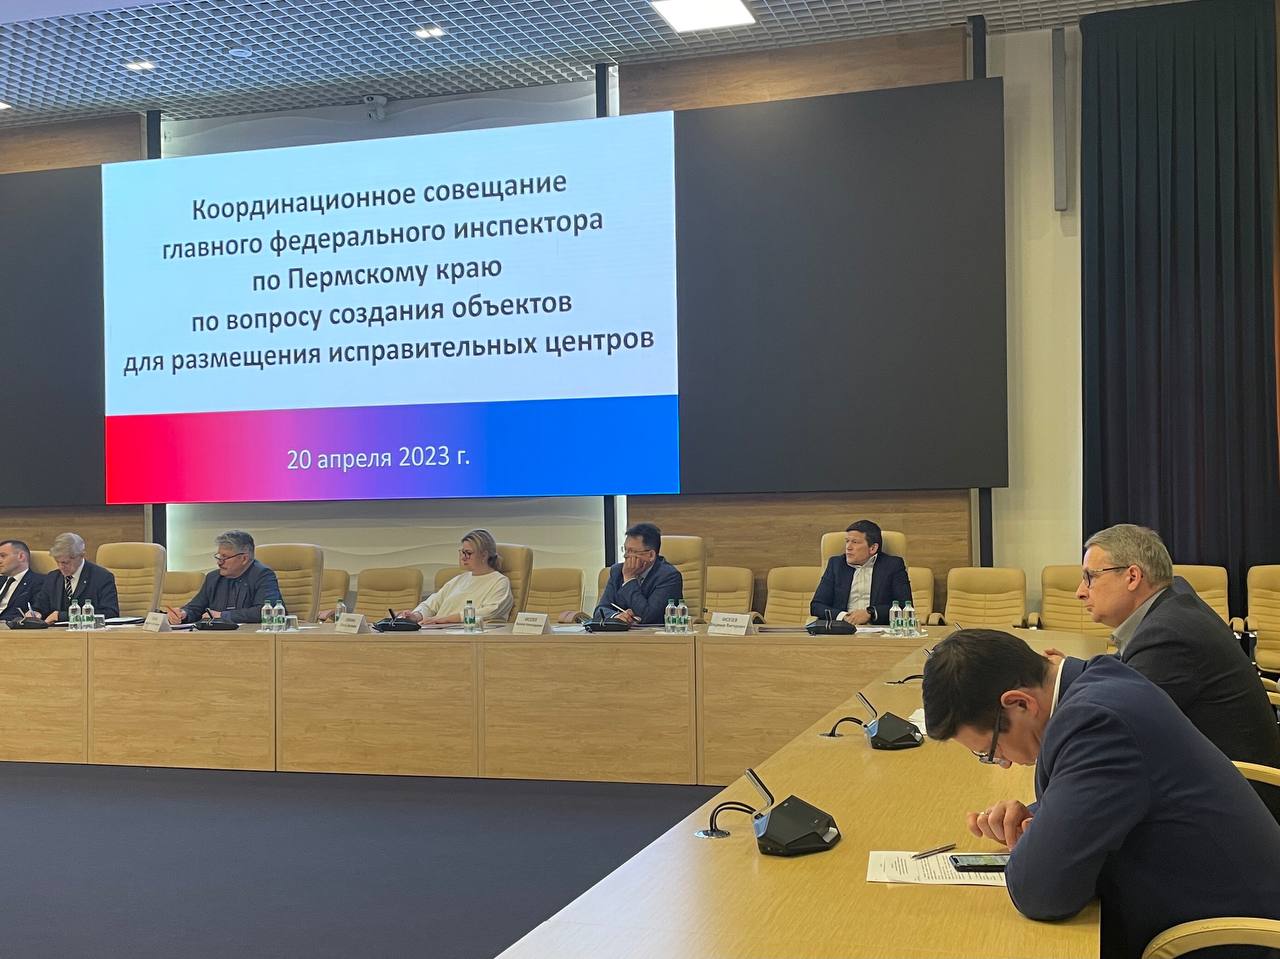 Координационное совещание
главного федерального инспектора
по Пермскому краю
по вопросу создания объектов
для размещения исправительных центров
20 апреля 2023 г.